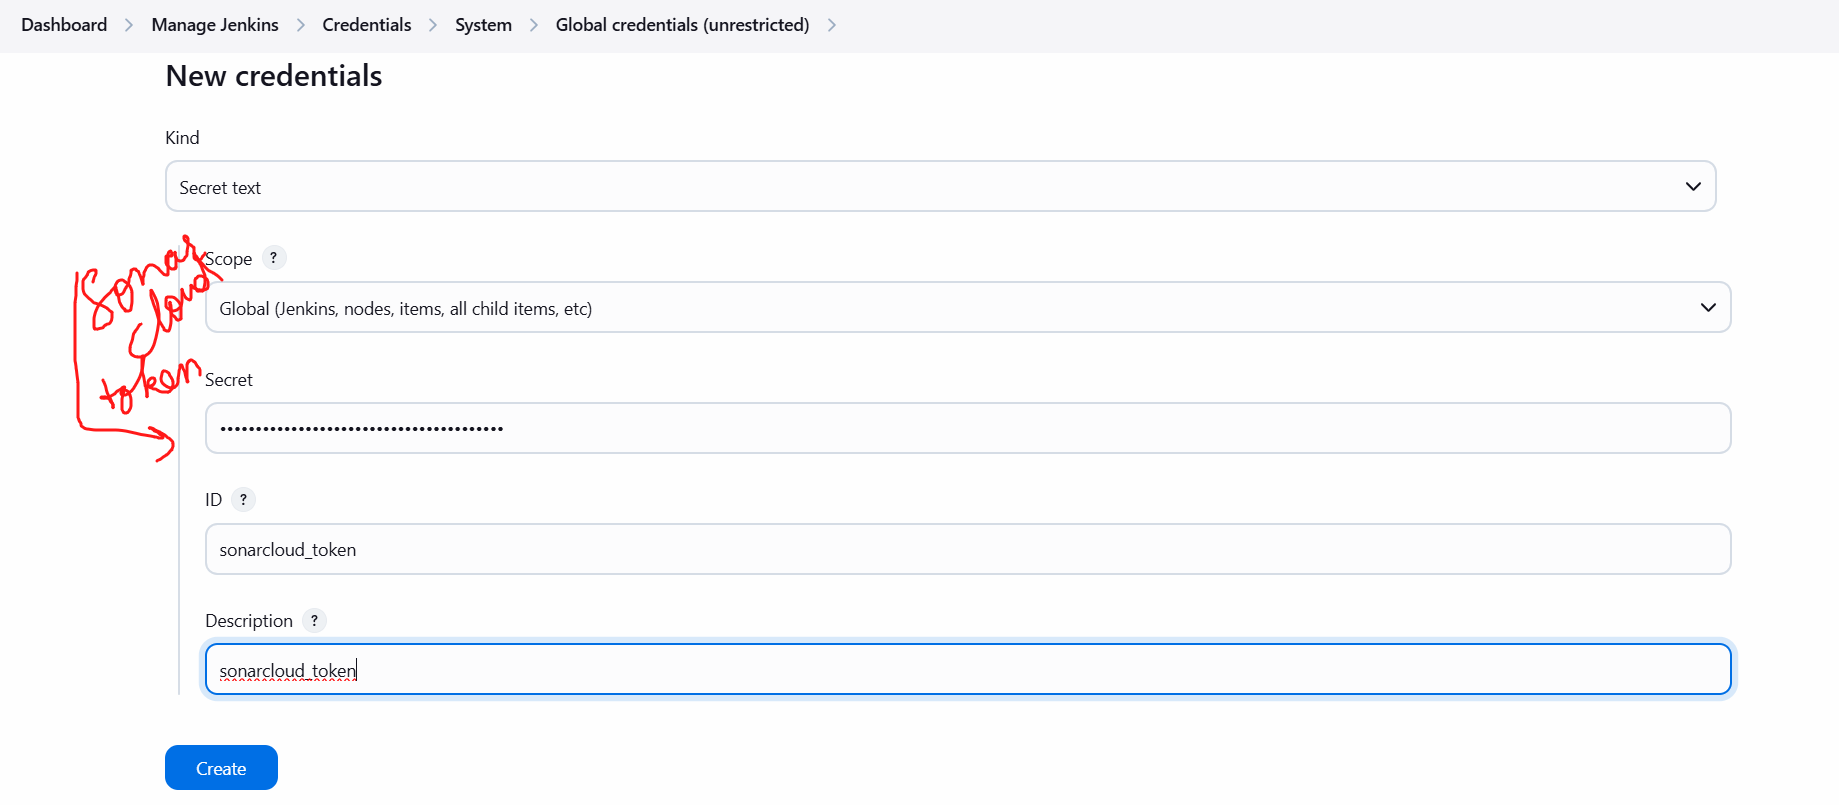 Dashboard > Manage Jenkins > Credentials > System > Global credentials (unrestricted) >
New credentials
Kind
Secret text
Scope ?
Global (Jenkins, nodes, items, all child items, etc)
Sonar
Cloud
token
Secret
••••••••••••••••••••••••••••••••••••••••
ID ?
sonarcloud_token
Description ?
sonarcloud_token
Create